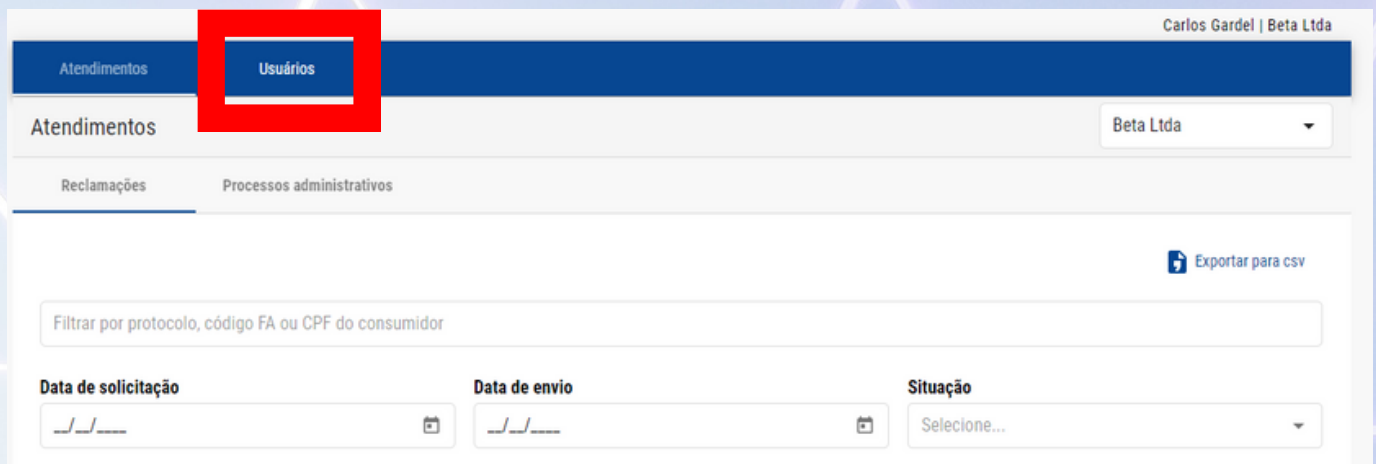 Carlos Gardel | Beta Ltda
Atendimentos Usuários
Atendimentos Beta Ltda
Reclamações Processos administrativos
Exportar para csv
Filtrar por protocolo, código FA ou CPF do consumidor
Data de solicitação Data de envio Situação
__/__/____ __/__/____ Selecione...